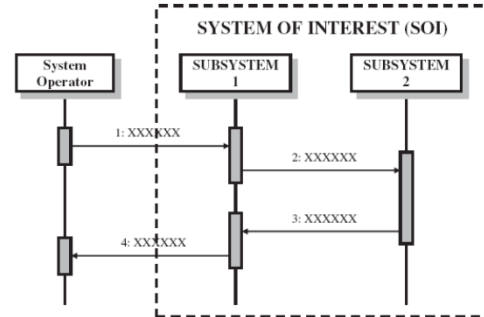 SYSTEM OF INTEREST (SOI)
System
Operator
SUBSYSTEM
1
SUBSYSTEM
2
1: XXXXXX
2: XXXXXX
3: XXXXXX
4: XXXXXX